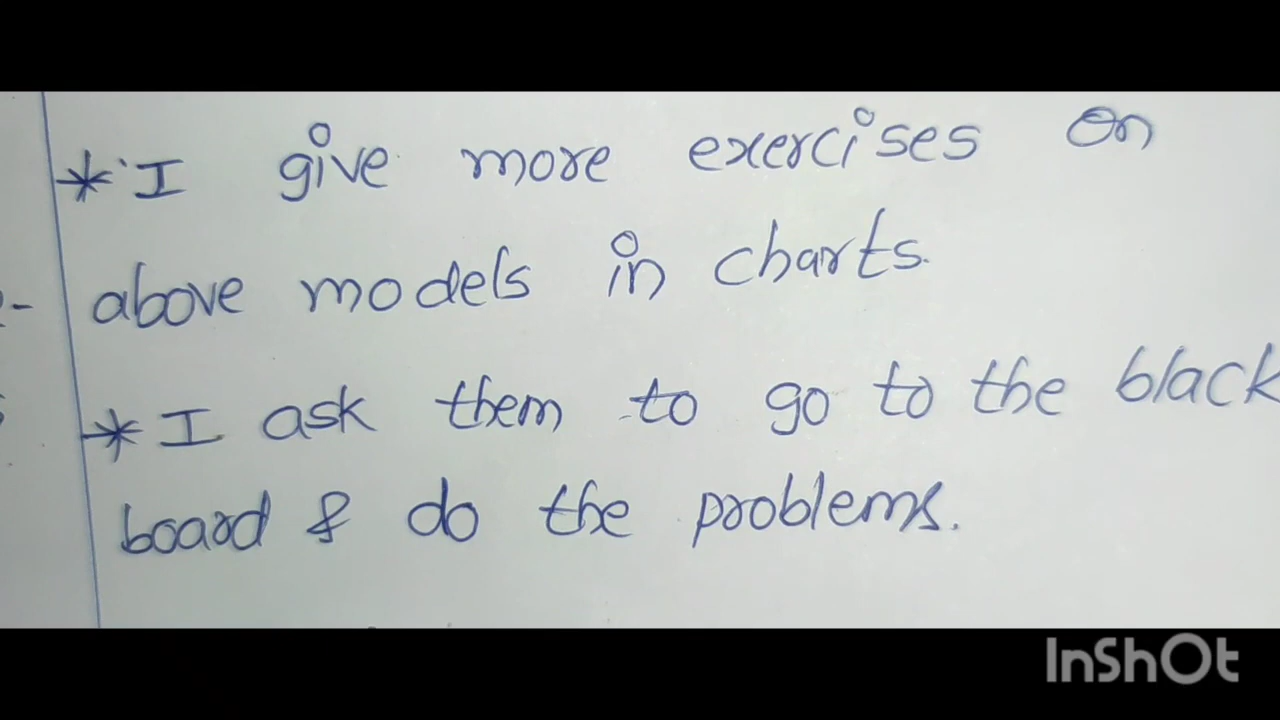 * I give more exercises on
above models in charts.
* I ask them to go to the black
board & do the problems.
InShOt